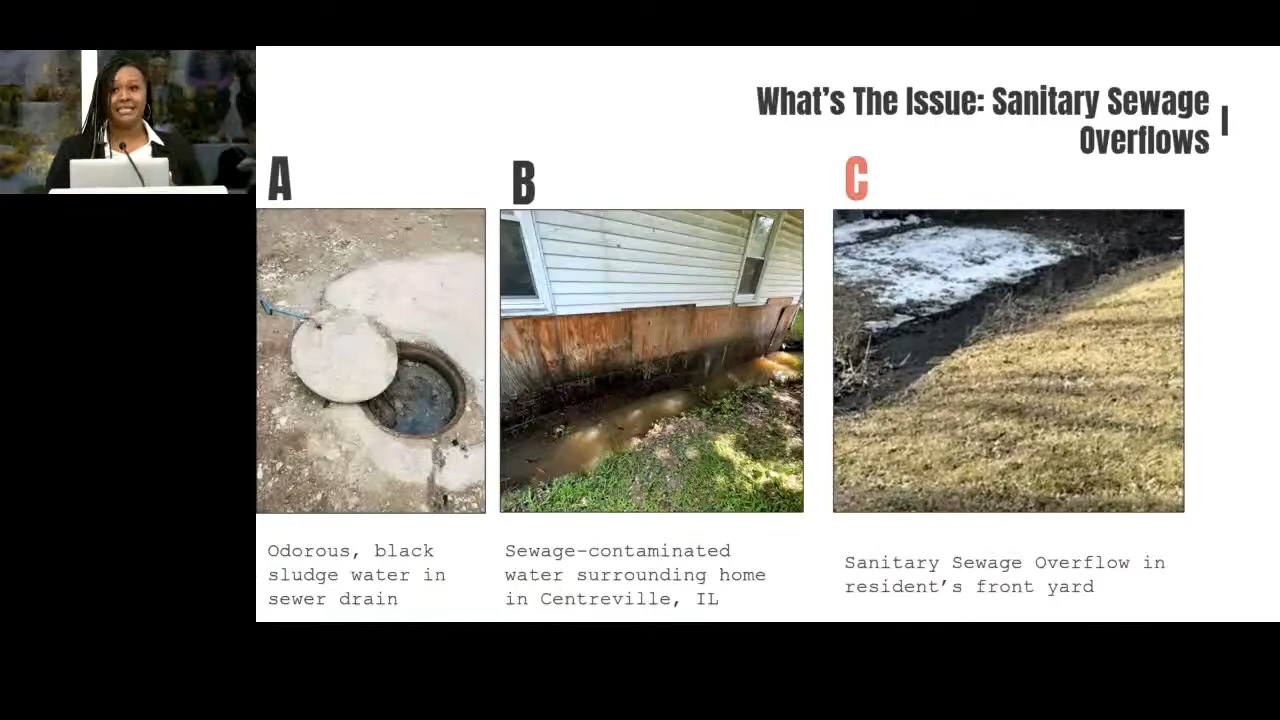 What's The Issue: Sanitary Sewage
Overflows
A
B
C
Odorous, black
sludge water in
sewer drain
Sewage-contaminated
water surrounding home
in Centreville, IL
Sanitary Sewage Overflow in
resident's front yard